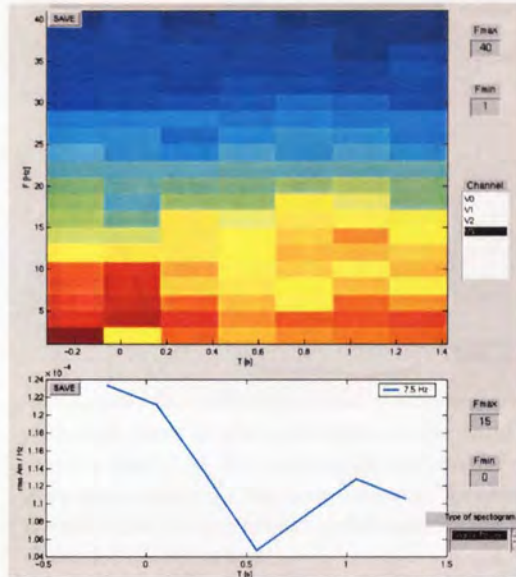 SAVE
Fmax
40
Fmin
1
Channel
V0
V1
V2
F [Hz]
40
35
30
25
20
15
10
5
-0.2
0
0.2
0.4
0.6
0.8
1
1.2
1.4
T [s]
x 10⁻⁴
SAVE
7.5 Hz
1.24
1.22
1.2
1.18
1.16
1.14
1.12
1.1
1.08
1.06
1.04
-0.5
0
0.5
1
1.5
T [s]
Fmax
15
Fmin
0
Type of spectogram